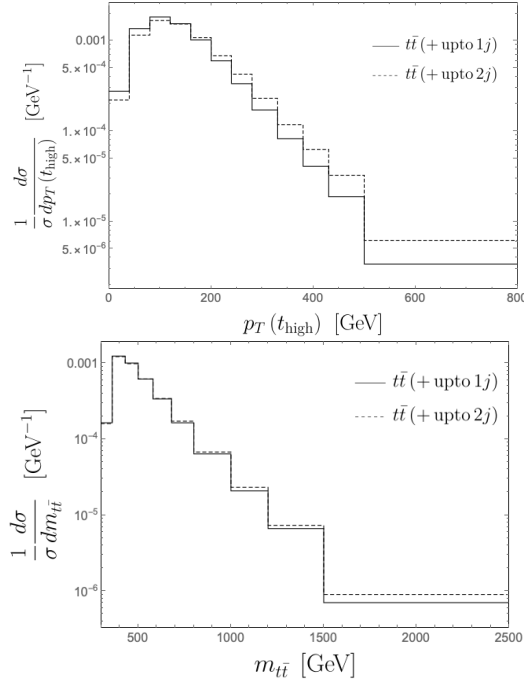 0.001
5.×10⁻⁴
1.×10⁻⁴
5.×10⁻⁵
1.×10⁻⁵
5.×10⁻⁶
1/σ dσ/dp_T(t_high) [GeV⁻¹]
tt̄(+ upto 1j)
tt̄(+ upto 2j)
0 200 400 600 800
p_T (t_high) [GeV]
0.001
10⁻⁴
10⁻⁵
10⁻⁶
1/σ dσ/dm_tt̄ [GeV⁻¹]
tt̄(+ upto 1j)
tt̄(+ upto 2j)
500 1000 1500 2000 2500
m_tt̄ [GeV]